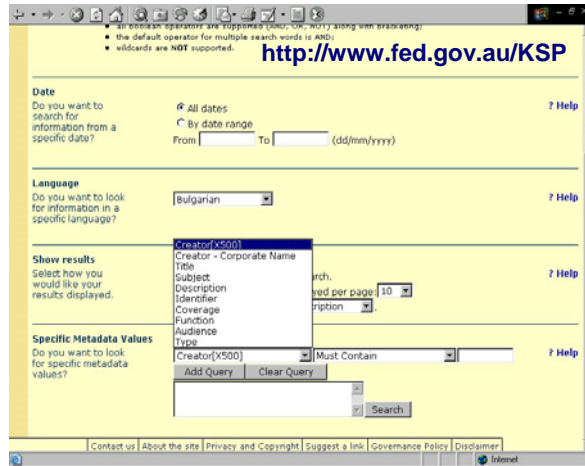 • all boolean operators are supported (AND, OR, NOT) along with bracketing;
• the default operator for multiple search words is AND;
• wildcards are NOT supported.
http://www.fed.gov.au/KSP
Date
Do you want to search for information from a specific date?
All dates
By date range
From To (dd/mm/yyyy)
? Help
Language
Do you want to look for information in a specific language?
Bulgarian
? Help
Show results
Select how you would like your results displayed.
Creator[X500]
Creator - Corporate Name
Title
Subject
Description
Identifier
Coverage
Function
Audience
Type
rch.
yed per page: 10
ription
? Help
Specific Metadata Values
Do you want to look for specific metadata values?
Creator[X500] Must Contain
Add Query Clear Query
Search
? Help
Contact us About the site Privacy and Copyright Suggest a link Governance Policy Disclaimer
Internet